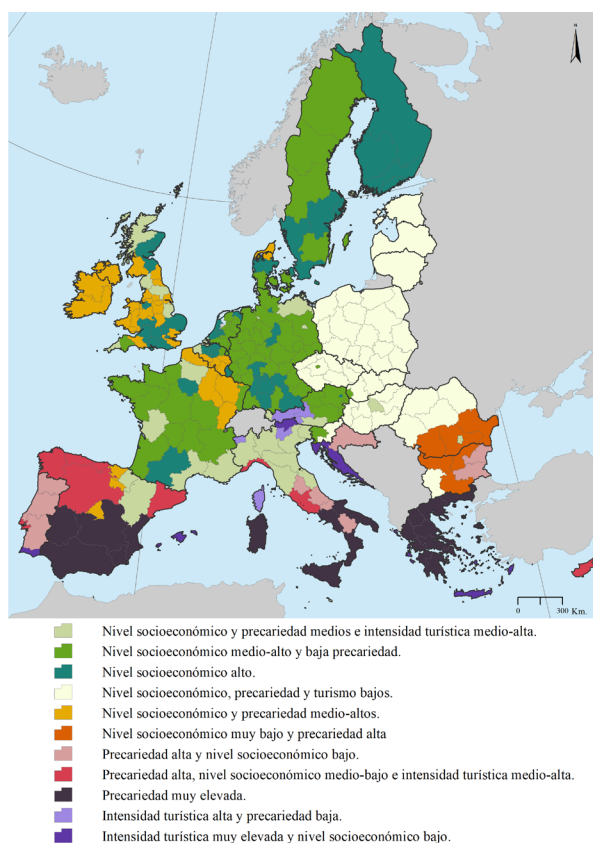 N
0 300 Km.
Nivel socioeconómico y precariedad medios e intensidad turística medio-alta.
Nivel socioeconómico medio-alto y baja precariedad.
Nivel socioeconómico alto.
Nivel socioeconómico, precariedad y turismo bajos.
Nivel socioeconómico y precariedad medio-altos.
Nivel socioeconómico muy bajo y precariedad alta
Precariedad alta y nivel socioeconómico bajo.
Precariedad alta, nivel socioeconómico medio-bajo e intensidad turística medio-alta.
Precariedad muy elevada.
Intensidad turística alta y precariedad baja.
Intensidad turística muy elevada y nivel socioeconómico bajo.